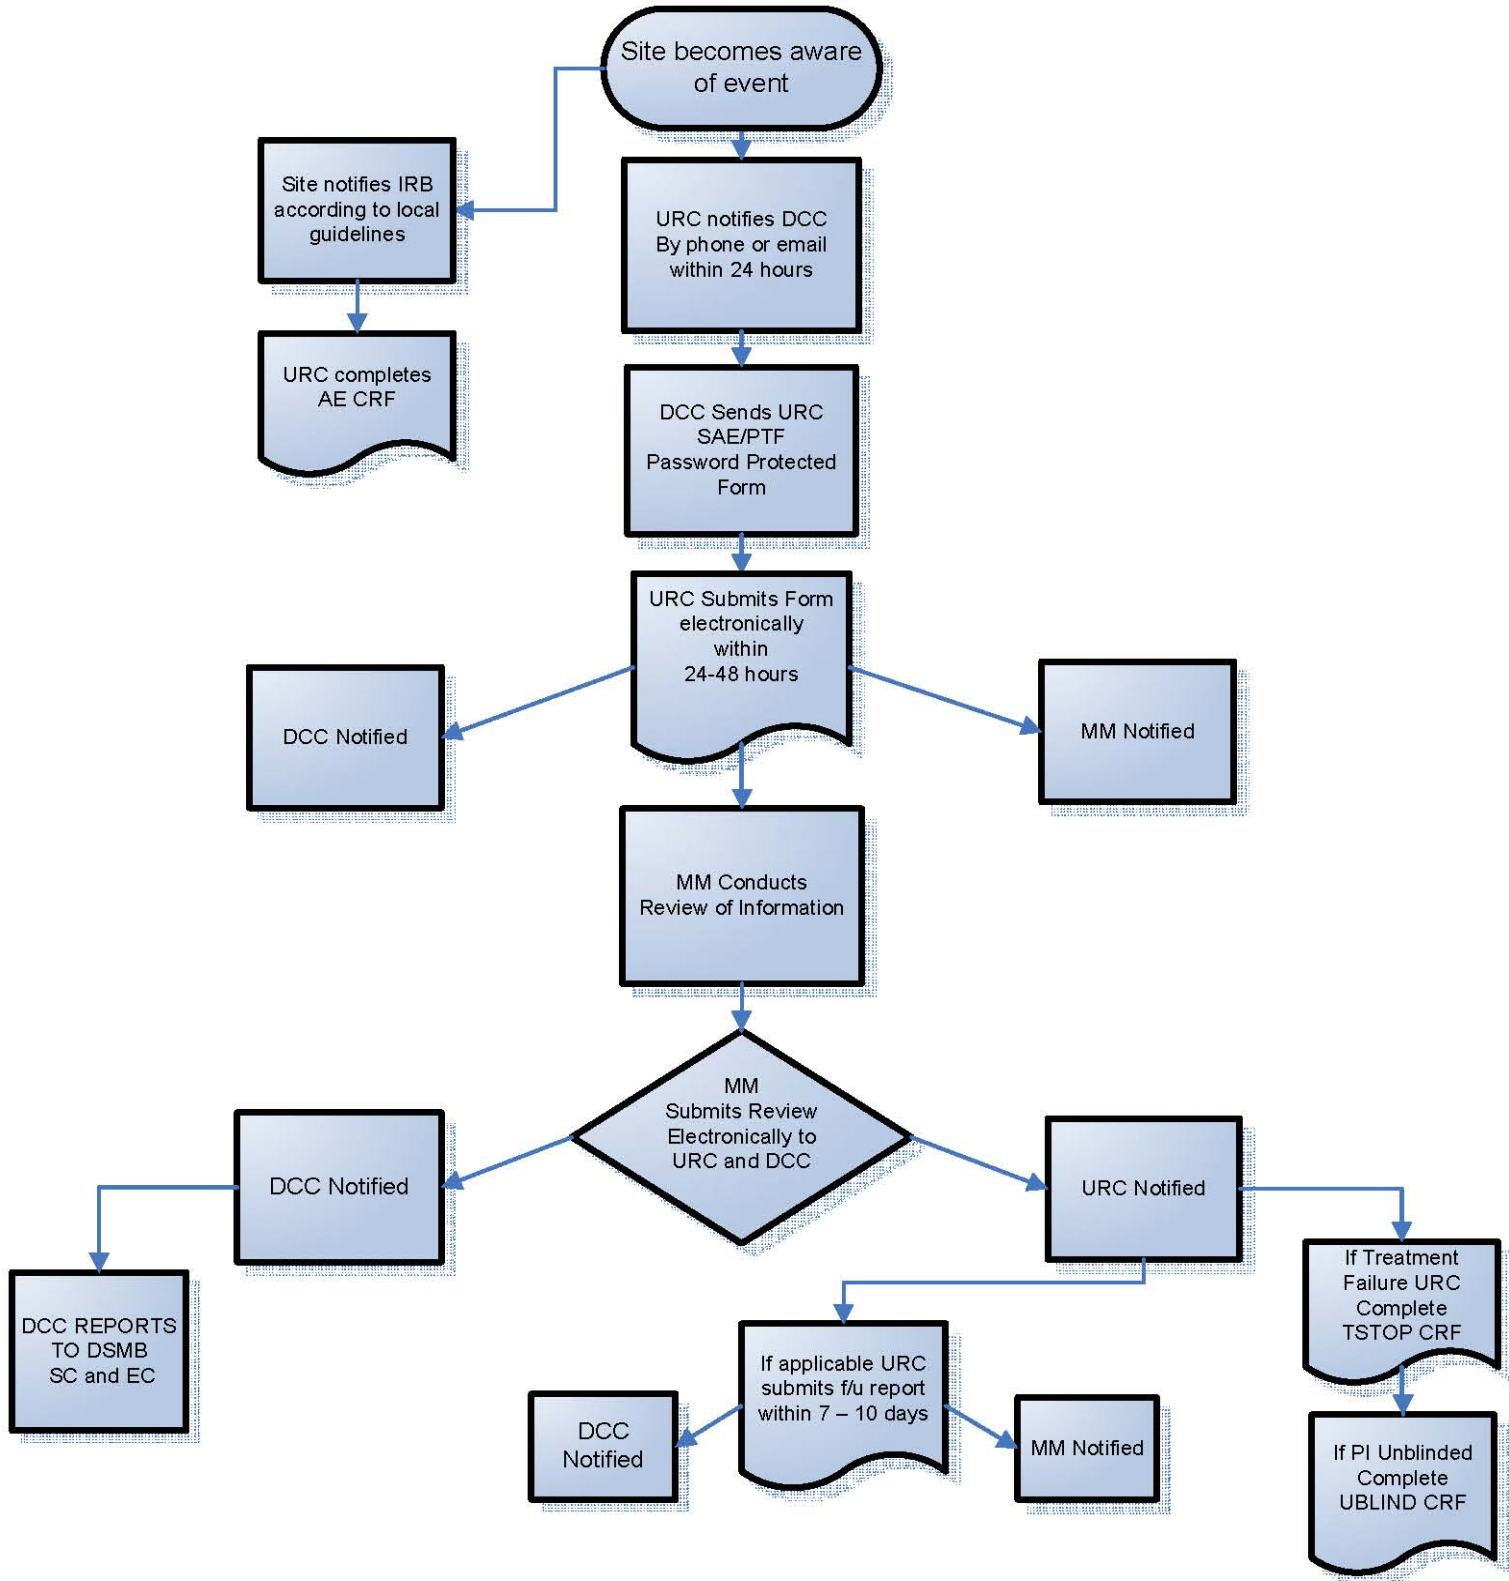 Site becomes aware
of event
Site notifies IRB
according to local
guidelines
URC notifies DCC
By phone or email
within 24 hours
URC completes
AE CRF
DCC Sends URC
SAE/PTF
Password Protected
Form
URC Submits Form
electronically
within
24-48 hours
DCC Notified
MM Notified
MM Conducts
Review of Information
MM
Submits Review
Electronically to
URC and DCC
DCC Notified
URC Notified
DCC REPORTS
TO DSMB
SC and EC
If applicable URC
submits f/u report
within 7 – 10 days
If Treatment
Failure URC
Complete
TSTOP CRF
DCC
Notified
MM Notified
If PI Unblinded
Complete
UBLIND CRF